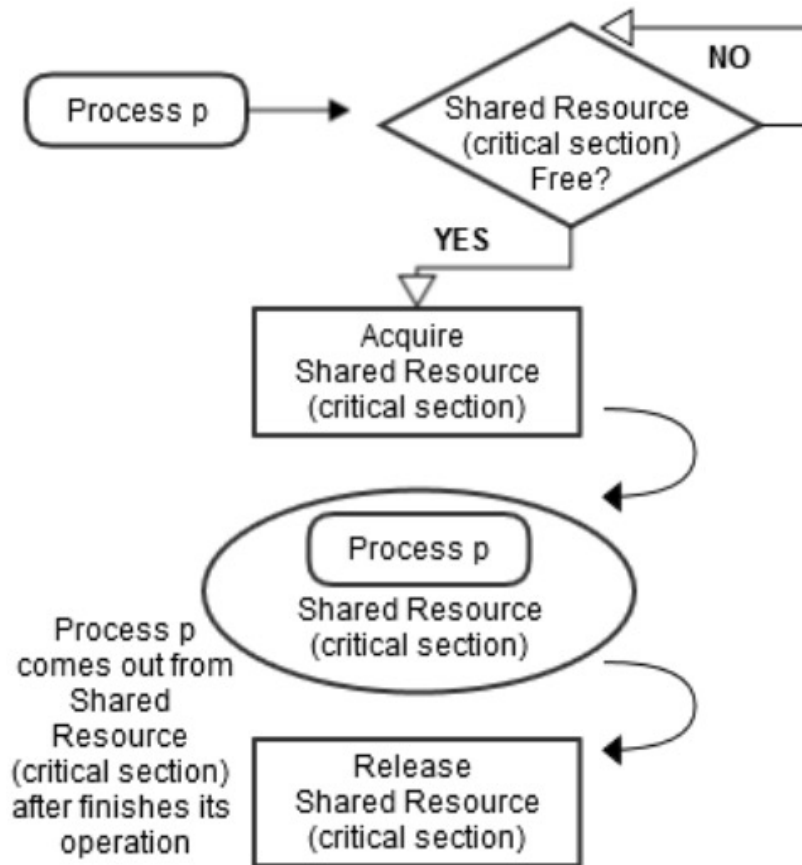 NO
Process p
Shared Resource
(critical section)
Free?
YES
Acquire
Shared Resource
(critical section)
Process p
Shared Resource
(critical section)
Process p
comes out from
Shared
Resource
(critical section)
after finishes its
operation
Release
Shared Resource
(critical section)